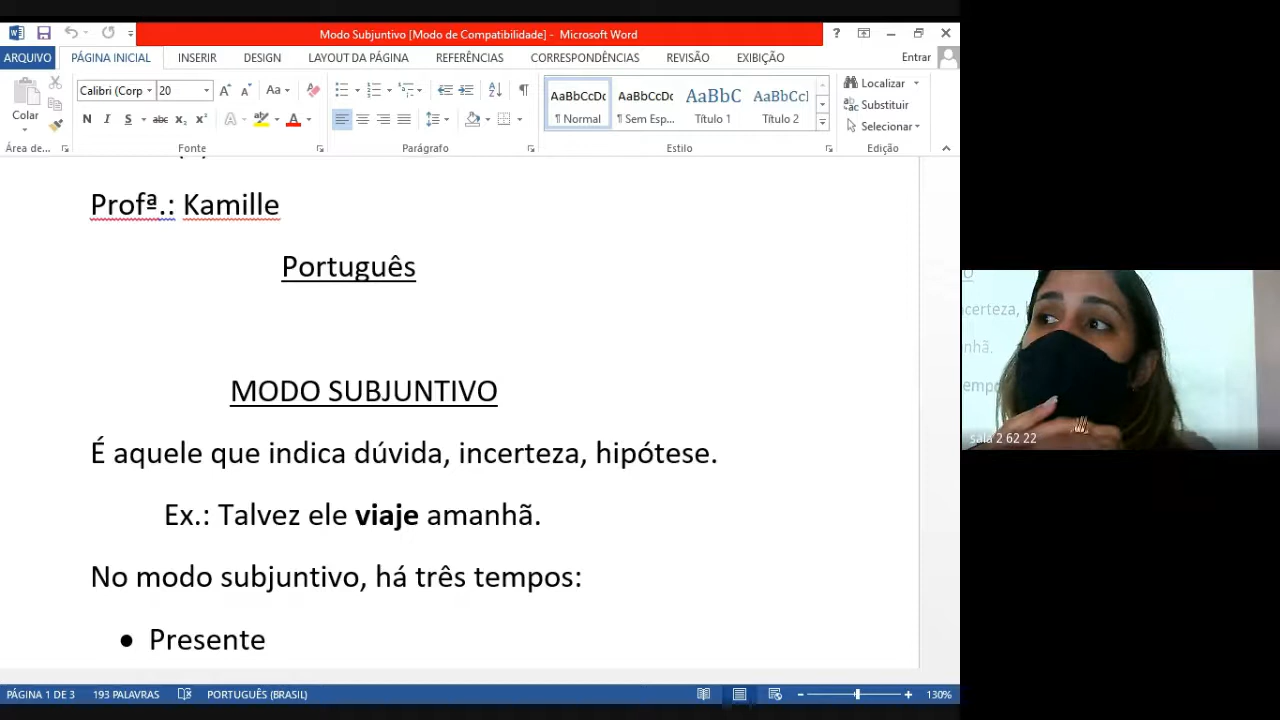 Modo Subjuntivo [Modo de Compatibilidade] - Microsoft Word
ARQUIVO PÁGINA INICIAL INSERIR DESIGN LAYOUT DA PÁGINA REFERÊNCIAS CORRESPONDÊNCIAS REVISÃO EXIBIÇÃO Entrar
Colar
Calibri (Corp 20
N I S abc x₂ x²
AaBbCcDc AaBbCcDc AaBbC AaBbCcl
¶ Normal ¶ Sem Esp... Título 1 Título 2
Localizar
Substituir
Selecionar
Área de... Fonte Parágrafo Estilo Edição
Profª.: Kamille
Português
MODO SUBJUNTIVO
É aquele que indica dúvida, incerteza, hipótese.
Ex.: Talvez ele viaje amanhã.
No modo subjuntivo, há três tempos:
• Presente
certeza,
nhã.
empo
sala 2 62 22
PÁGINA 1 DE 3 193 PALAVRAS PORTUGUÊS (BRASIL) 130%